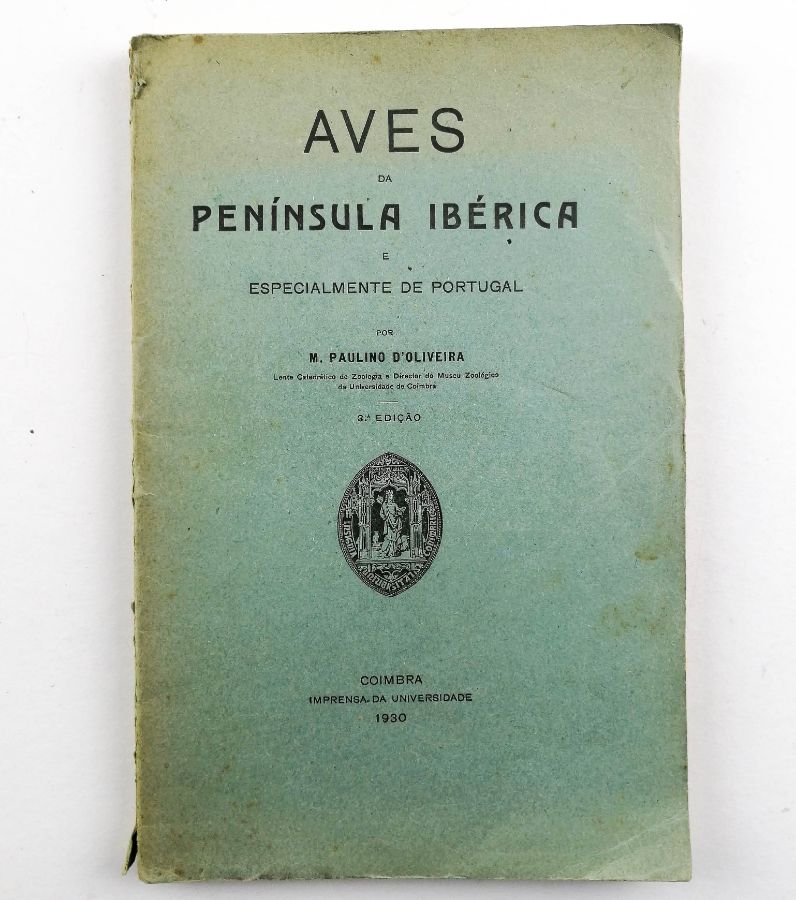 AVES
DA
PENÍNSULA IBÉRICA
E
ESPECIALMENTE DE PORTUGAL
POR
M. PAULINO D'OLIVEIRA
Lente Catedrático de Zoologia e Director do Museu Zoológico
da Universidade de Coimbra
3.ª EDIÇÃO
COIMBRA
IMPRENSA DA UNIVERSIDADE
1930